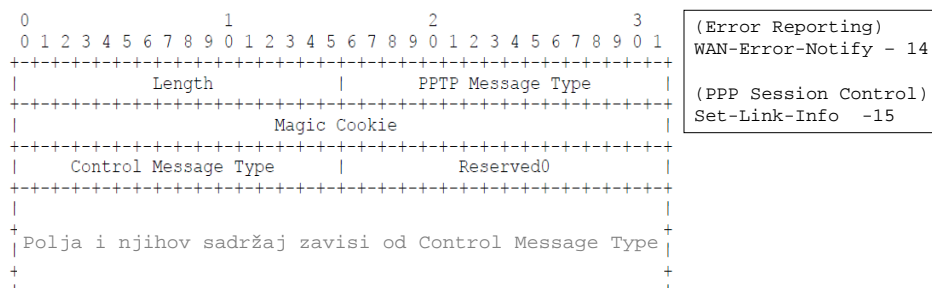 0 1 2 3
0 1 2 3 4 5 6 7 8 9 0 1 2 3 4 5 6 7 8 9 0 1 2 3 4 5 6 7 8 9 0 1
+-+-+-+-+-+-+-+-+-+-+-+-+-+-+-+-+-+-+-+-+-+-+-+-+-+-+-+-+-+-+-+-+
| Length | PPTP Message Type |
+-+-+-+-+-+-+-+-+-+-+-+-+-+-+-+-+-+-+-+-+-+-+-+-+-+-+-+-+-+-+-+-+
| Magic Cookie |
+-+-+-+-+-+-+-+-+-+-+-+-+-+-+-+-+-+-+-+-+-+-+-+-+-+-+-+-+-+-+-+-+
| Control Message Type | Reserved0 |
+-+-+-+-+-+-+-+-+-+-+-+-+-+-+-+-+-+-+-+-+-+-+-+-+-+-+-+-+-+-+-+-+
Polja i njihov sadržaj zavisi od Control Message Type
(Error Reporting)
WAN-Error-Notify – 14
(PPP Session Control)
Set-Link-Info -15